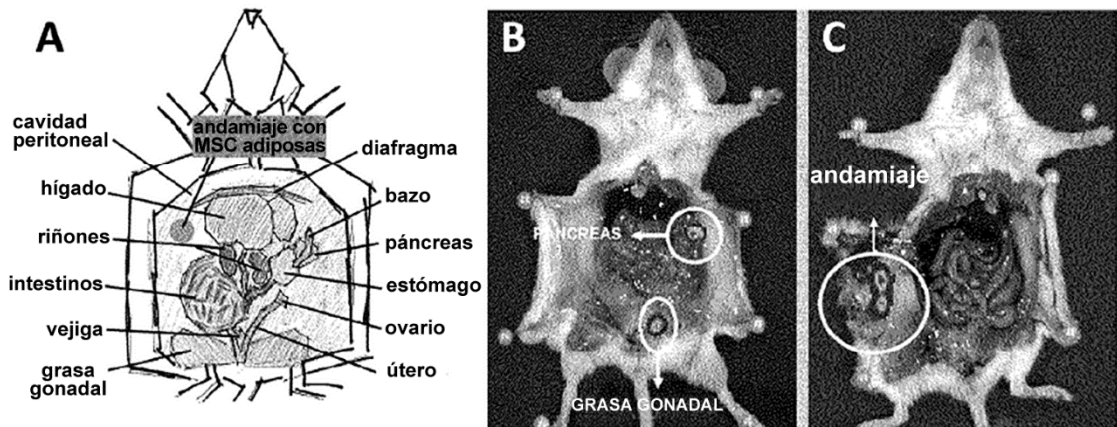 A
andamiaje con
MSC adiposas
cavidad
peritoneal
hígado
riñones
intestinos
vejiga
grasa
gonadal
diafragma
bazo
páncreas
estómago
ovario
útero
B
PÁNCREAS
GRASA GONADAL
C
andamiaje